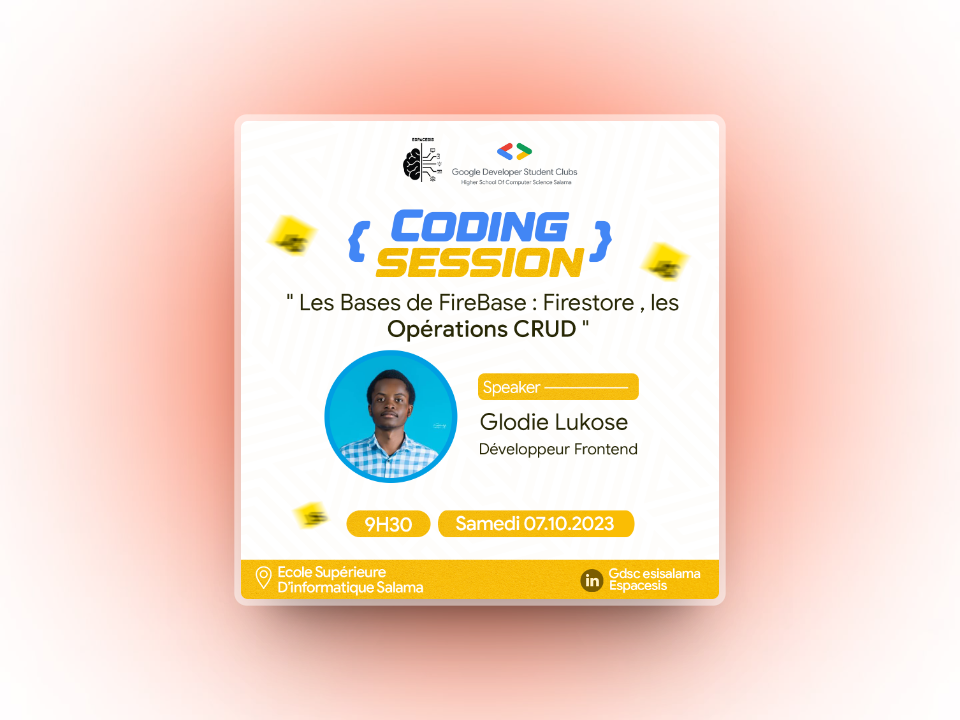 ESPACESIS
Google Developer Student Clubs
Higher School Of Computer Science Salama
{ CODING }
SESSION
" Les Bases de FireBase : Firestore , les
Opérations CRUD "
Speaker
Glodie Lukose
Développeur Frontend
9H30
Samedi 07.10.2023
Ecole Supérieure
D'informatique Salama
in
Gdsc esisalama
Espacesis